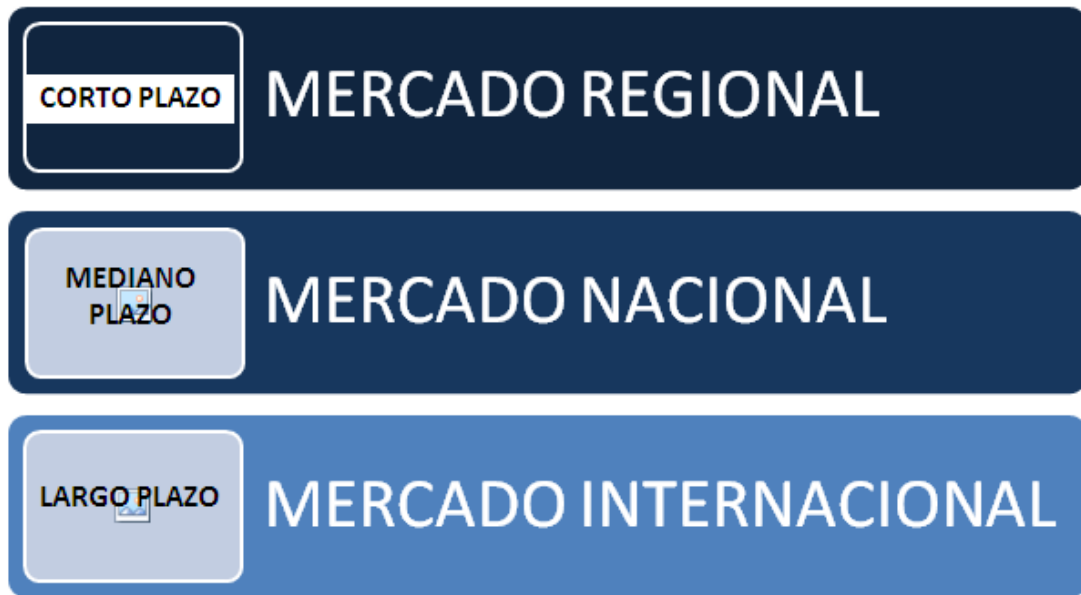 CORTO PLAZO
MERCADO REGIONAL
MEDIANO
PLAZO
MERCADO NACIONAL
LARGO PLAZO
MERCADO INTERNACIONAL